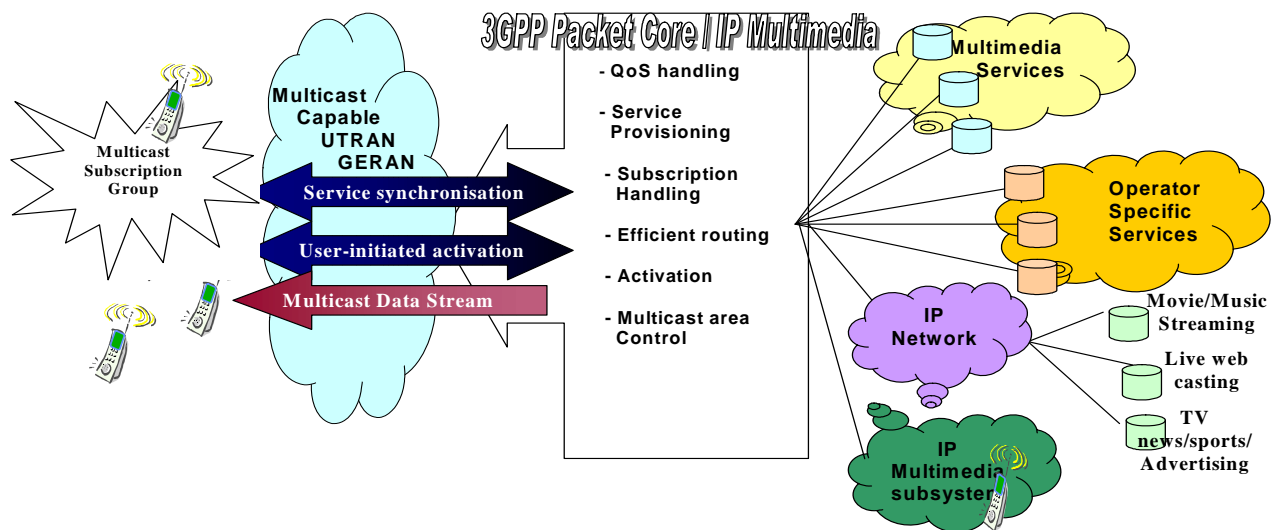 3GPP Packet Core / IP Multimedia
Multicast
Subscription
Group
Multicast
Capable
UTRAN
GERAN
Service synchronisation
User-initiated activation
Multicast Data Stream
- QoS handling
- Service
Provisioning
- Subscription
Handling
- Efficient routing
- Activation
- Multicast area
Control
Multimedia
Services
Operator
Specific
Services
IP
Network
Movie/Music
Streaming
Live web
casting
TV
news/sports/
Advertising
IP
Multimedia
subsystem